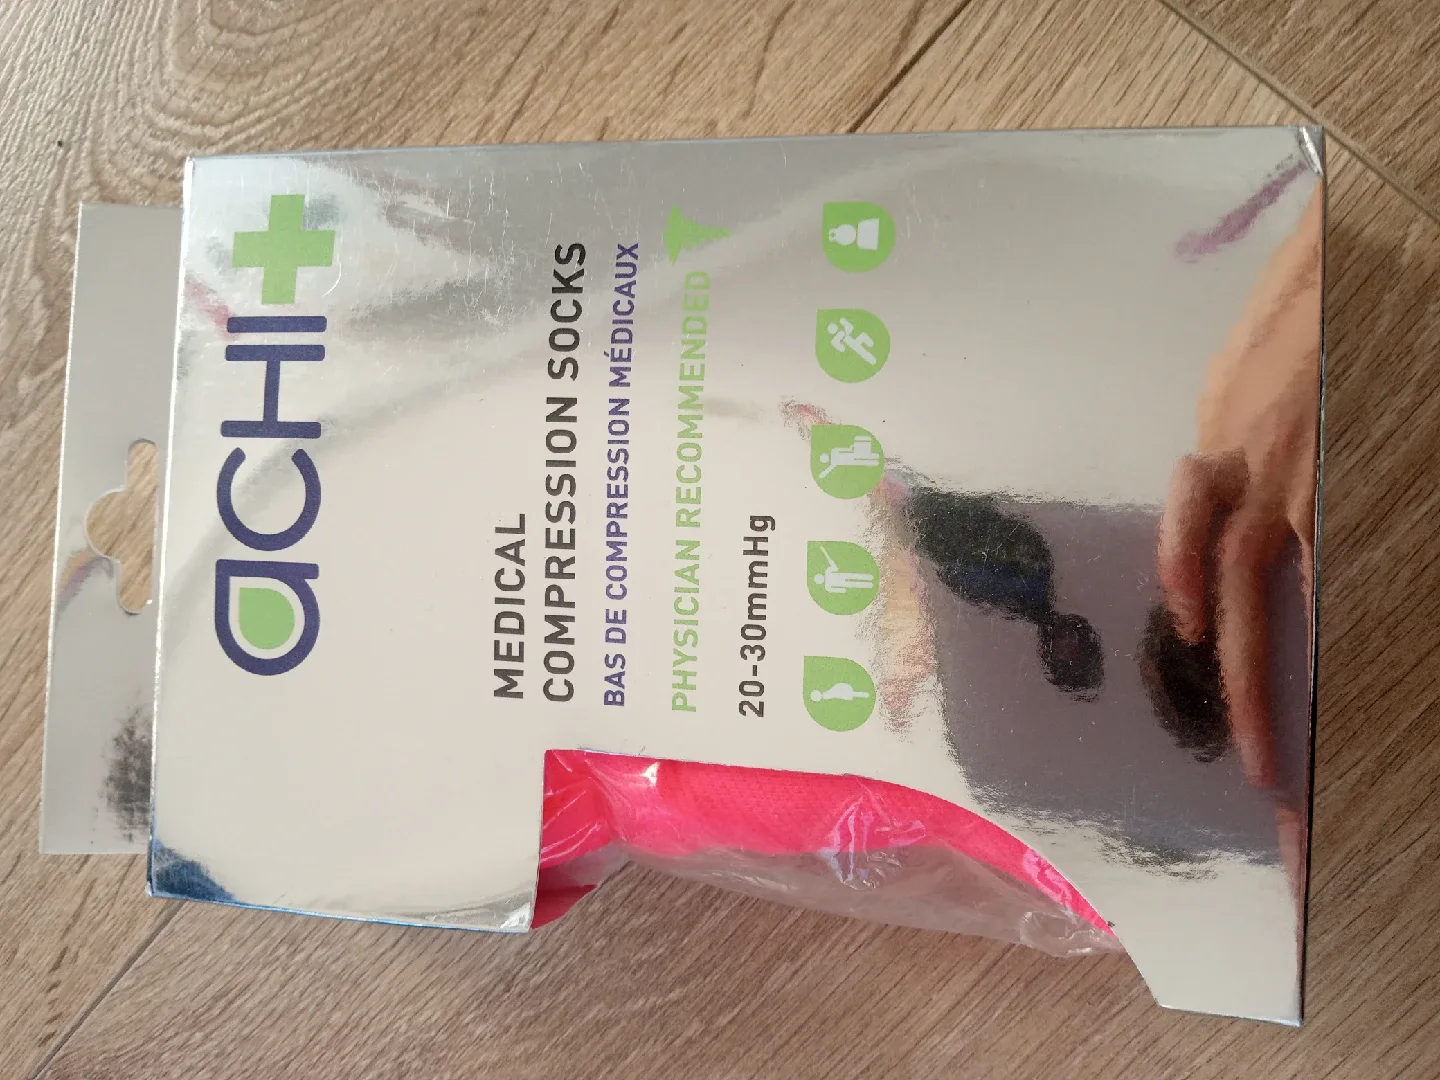 aCHI+
MEDICAL
COMPRESSION SOCKS
BAS DE COMPRESSION MÉDICAUX
PHYSICIAN RECOMMENDED
20-30mmHg